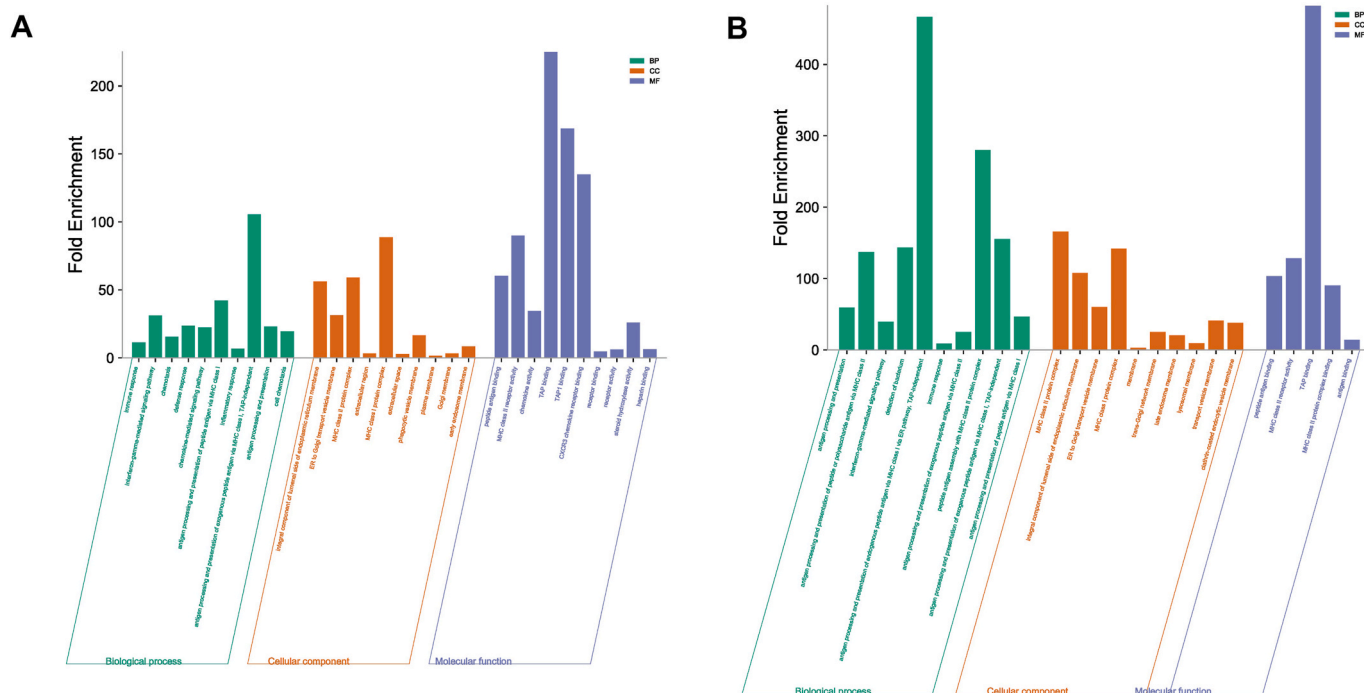 A
BP
CC
MF
Fold Enrichment
200
150
100
50
0
immune response
interferon-gamma-mediated signaling pathway
chemotaxis
defense response
chemokine-mediated signaling pathway
antigen processing and presentation of peptide antigen via MHC class I
inflammatory response
antigen processing and presentation of exogenous peptide antigen via MHC class I, TAP-independent
antigen processing and presentation
cell chemotaxis
integral component of lumenal side of endoplasmic reticulum membrane
ER to Golgi transport vesicle membrane
MHC class II protein complex
extracellular region
MHC class I protein complex
extracellular space
phagocytic vesicle membrane
plasma membrane
Golgi membrane
early endosome membrane
peptide antigen binding
MHC class II receptor activity
chemokine activity
TAP binding
TAP1 binding
CXCR3 chemokine receptor binding
receptor binding
receptor activity
steroid hydroxylase activity
heparin binding
Biological process
Cellular component
Molecular function
B
BP
CC
MF
Fold Enrichment
400
300
200
100
0
antigen processing and presentation
antigen processing and presentation of peptide or polysaccharide antigen via MHC class II
interferon-gamma-mediated signaling pathway
detection of bacterium
antigen processing and presentation of endogenous peptide antigen via MHC class I via ER pathway, TAP-independent
immune response
antigen processing and presentation of exogenous peptide antigen via MHC class II
peptide antigen assembly with MHC class II protein complex
antigen processing and presentation of exogenous peptide antigen via MHC class I, TAP-independent
antigen processing and presentation of peptide antigen via MHC class I
MHC class II protein complex
integral component of lumenal side of endoplasmic reticulum membrane
ER to Golgi transport vesicle membrane
MHC class I protein complex
membrane
trans-Golgi network membrane
late endosome membrane
lysosomal membrane
transport vesicle membrane
clathrin-coated endocytic vesicle membrane
peptide antigen binding
MHC class II receptor activity
TAP binding
MHC class II protein complex binding
antigen binding
Biological process
Cellular component
Molecular function